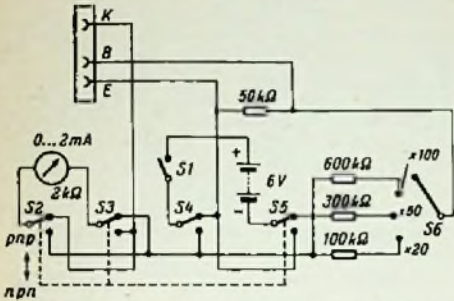 K
B
E
50kΩ
0...2mA
2kΩ
S1
+
6V
-
600kΩ
x100
300kΩ
x50
S6
100kΩ
x20
S2
S3
S4
S5
pnp
npn